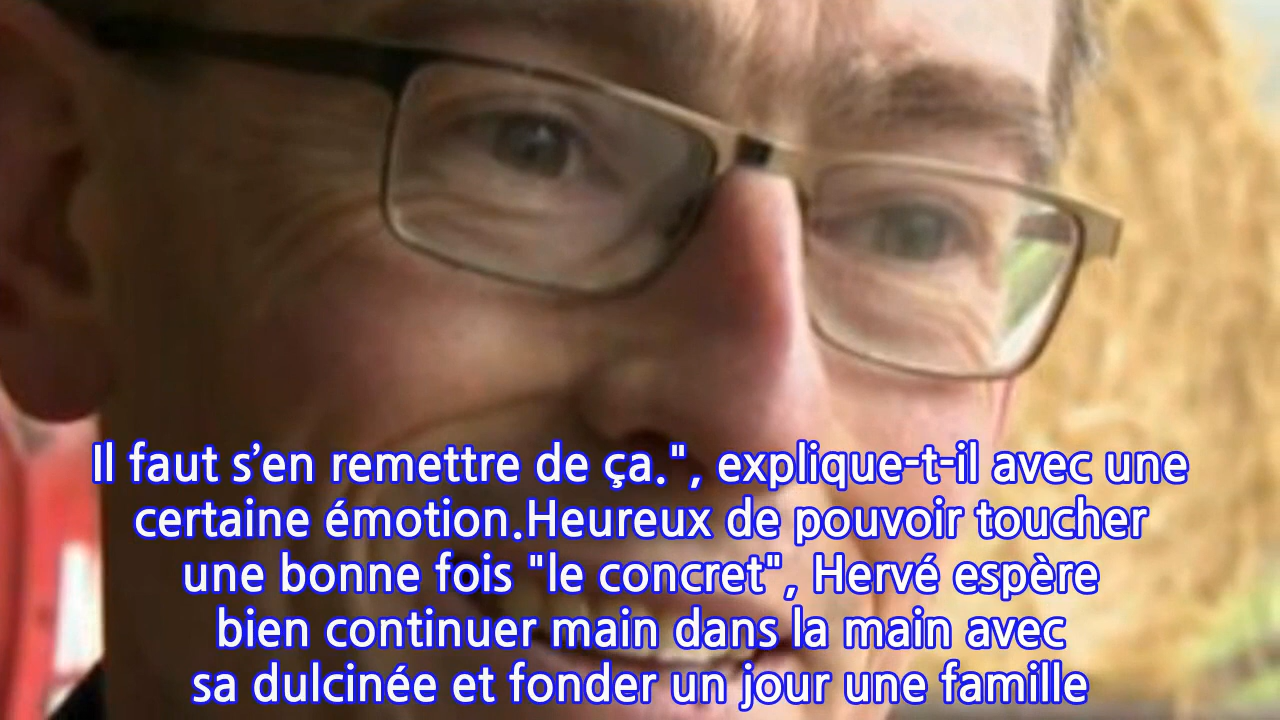 Il faut s’en remettre de ça.", explique-t-il avec une
certaine émotion.Heureux de pouvoir toucher
une bonne fois "le concret", Hervé espère
bien continuer main dans la main avec
sa dulcinée et fonder un jour une famille